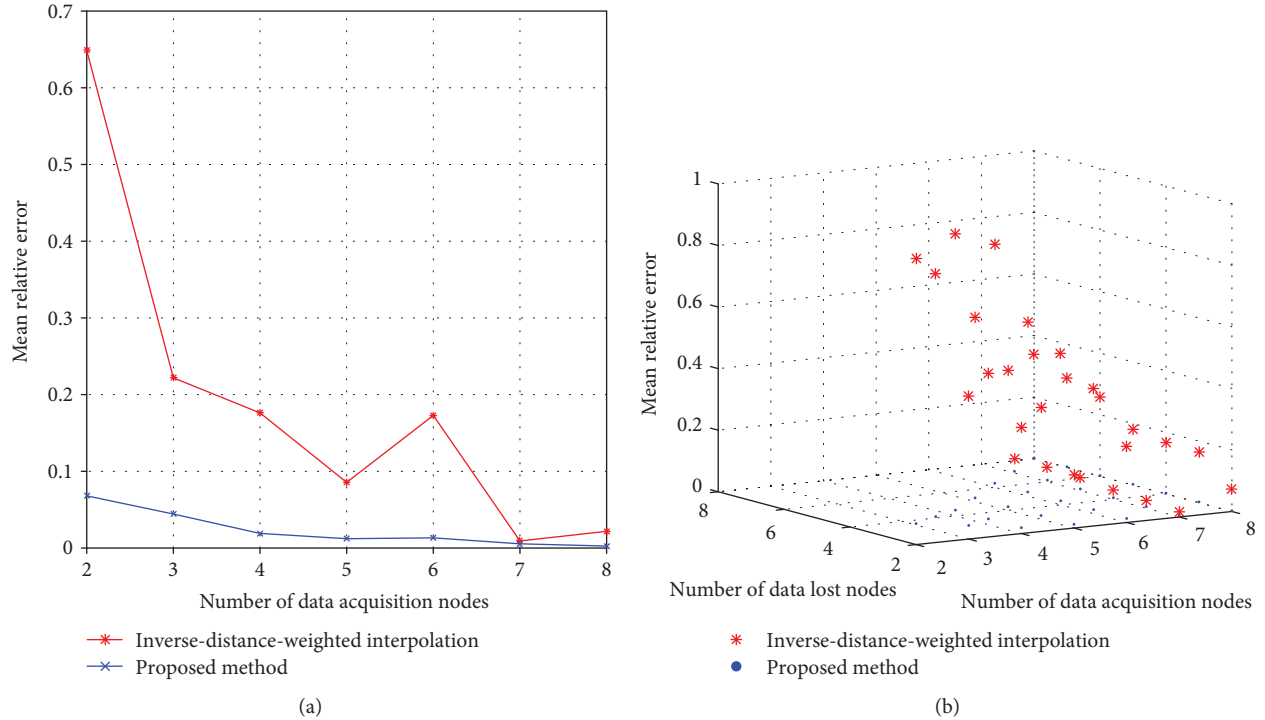 0.7
0.6
0.5
0.4
0.3
0.2
0.1
0
Mean relative error
2 3 4 5 6 7 8
Number of data acquisition nodes
Inverse-distance-weighted interpolation
Proposed method
(a)
1
0.8
0.6
0.4
0.2
0
Mean relative error
8 6 4 2
Number of data lost nodes
2 3 4 5 6 7 8
Number of data acquisition nodes
Inverse-distance-weighted interpolation
Proposed method
(b)